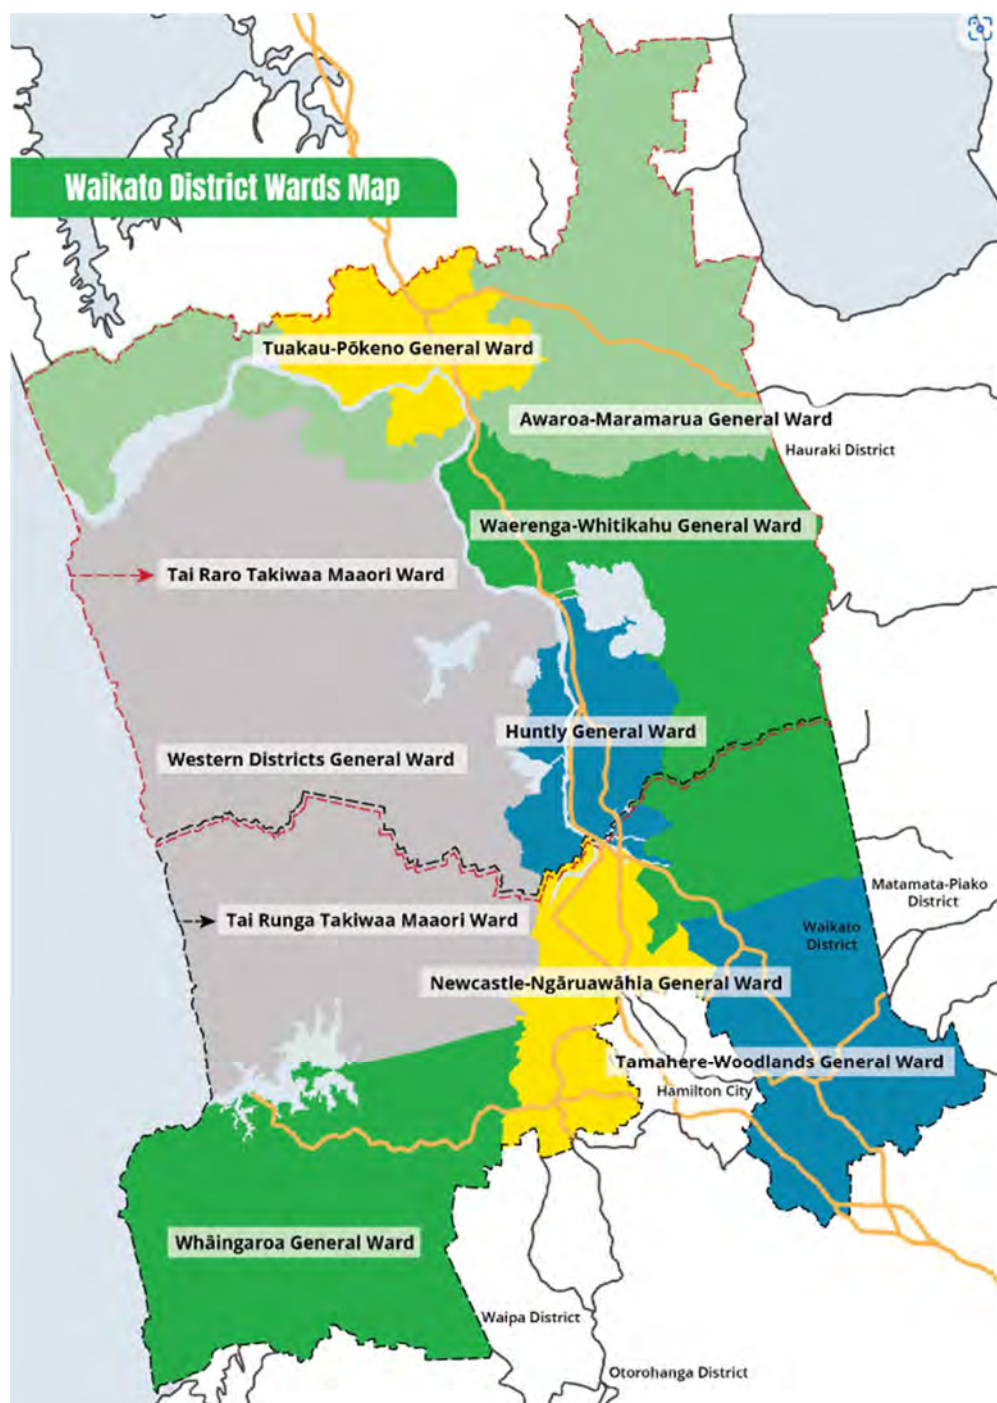 Waikato District Wards Map
Tuakau-Pōkeno General Ward
Awaroa-Maramarua General Ward
Hauraki District
Waerenga-Whitikahu General Ward
Tai Raro Takiwaa Maaori Ward
Huntly General Ward
Western Districts General Ward
Matamata-Piako
District
Tai Runga Takiwaa Maaori Ward
Waikato
District
Newcastle-Ngāruawāhia General Ward
Tamahere-Woodlands General Ward
Hamilton City
Whāingaroa General Ward
Waipa District
Otorohanga District